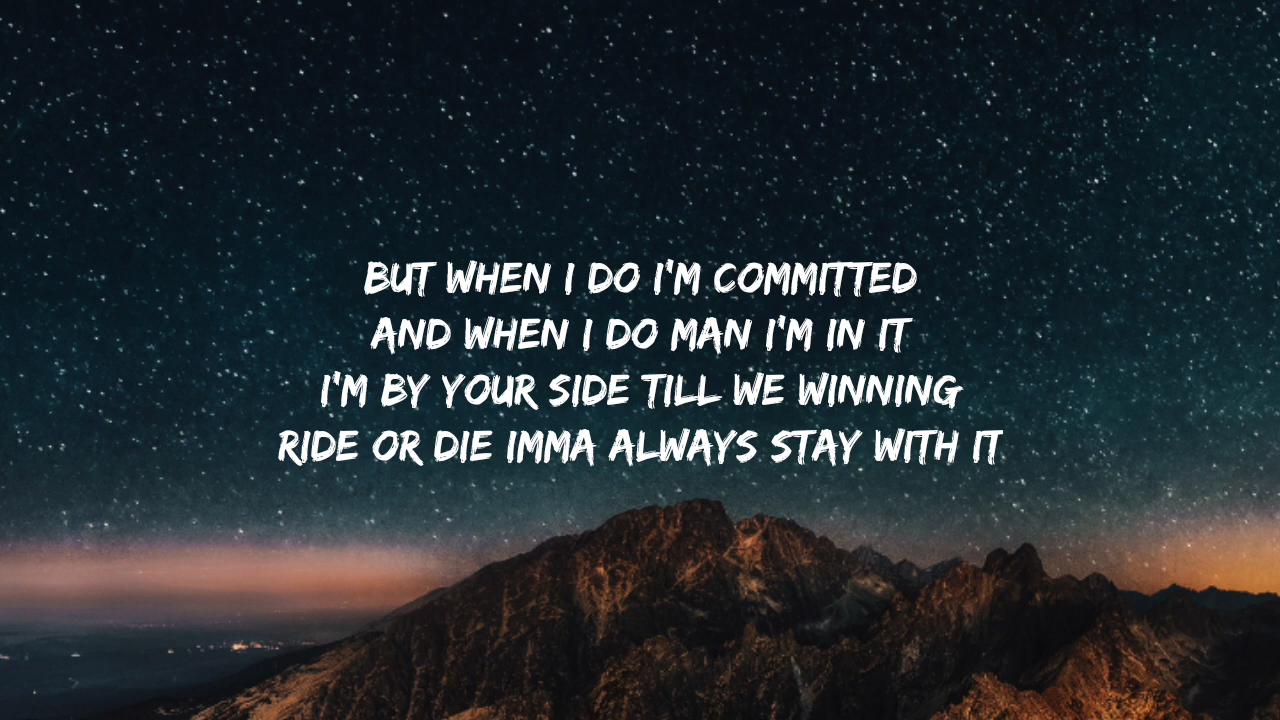 BUT WHEN I DO I'M COMMITTED
AND WHEN I DO MAN I'M IN IT
I'M BY YOUR SIDE TILL WE WINNING
RIDE OR DIE IMMA ALWAYS STAY WITH IT